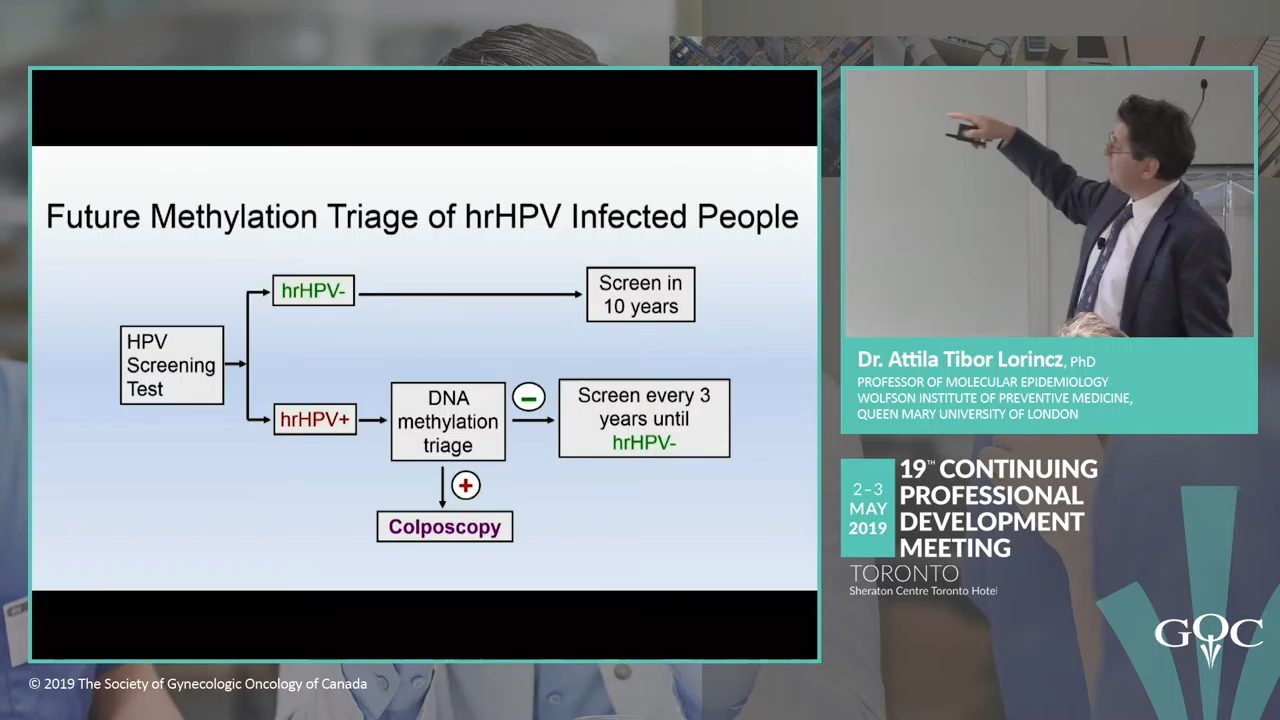 Future Methylation Triage of hrHPV Infected People
HPV
Screening
Test
hrHPV-
Screen in
10 years
hrHPV+
DNA
methylation
triage
Screen every 3
years until
hrHPV-
Colposcopy
Dr. Attila Tibor Lorincz, PhD
PROFESSOR OF MOLECULAR EPIDEMIOLOGY
WOLFSON INSTITUTE OF PREVENTIVE MEDICINE,
QUEEN MARY UNIVERSITY OF LONDON
2–3
MAY
2019
19™ CONTINUING
PROFESSIONAL
DEVELOPMENT
MEETING
TORONTO
Sheraton Centre Toronto Hotel
GOC
© 2019 The Society of Gynecologic Oncology of Canada